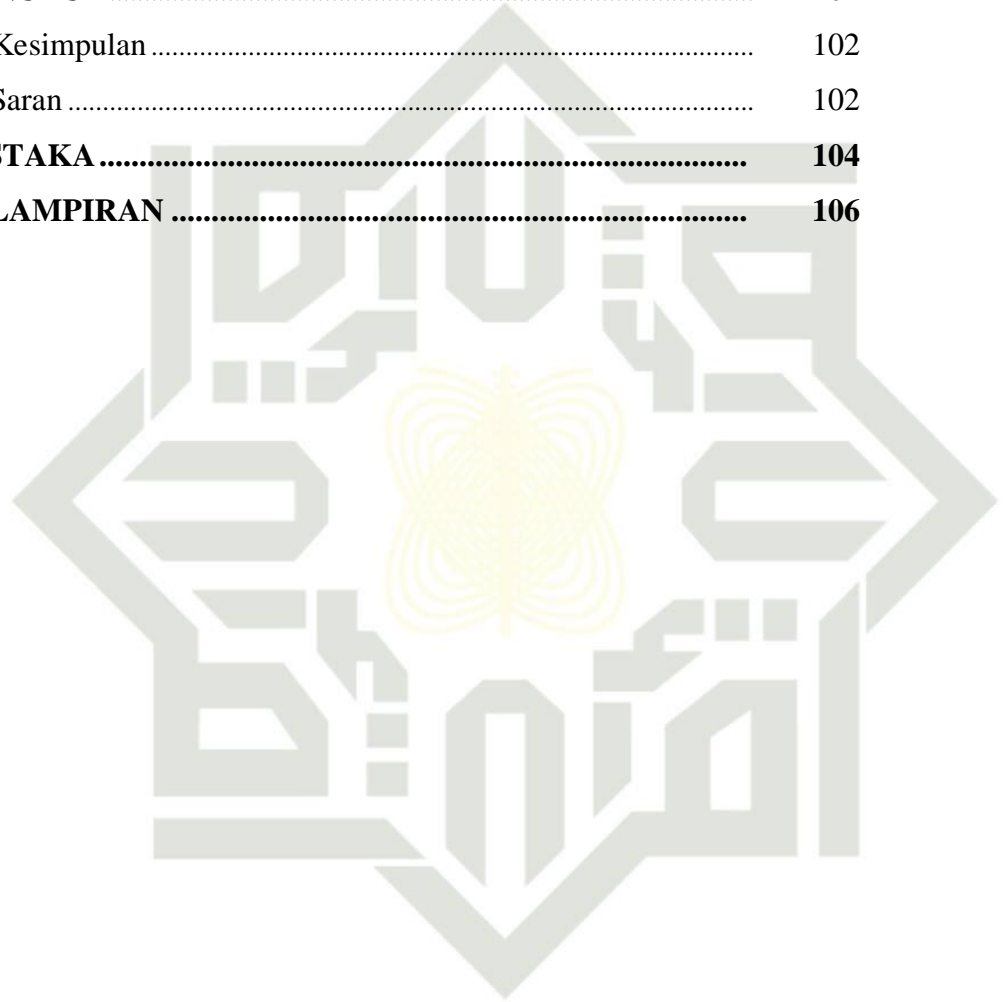 Kesimpulan ........................................................................... 102
Saran ........................................................................... 102
STAKA ........................................................................... 104
LAMPIRAN ........................................................................... 106